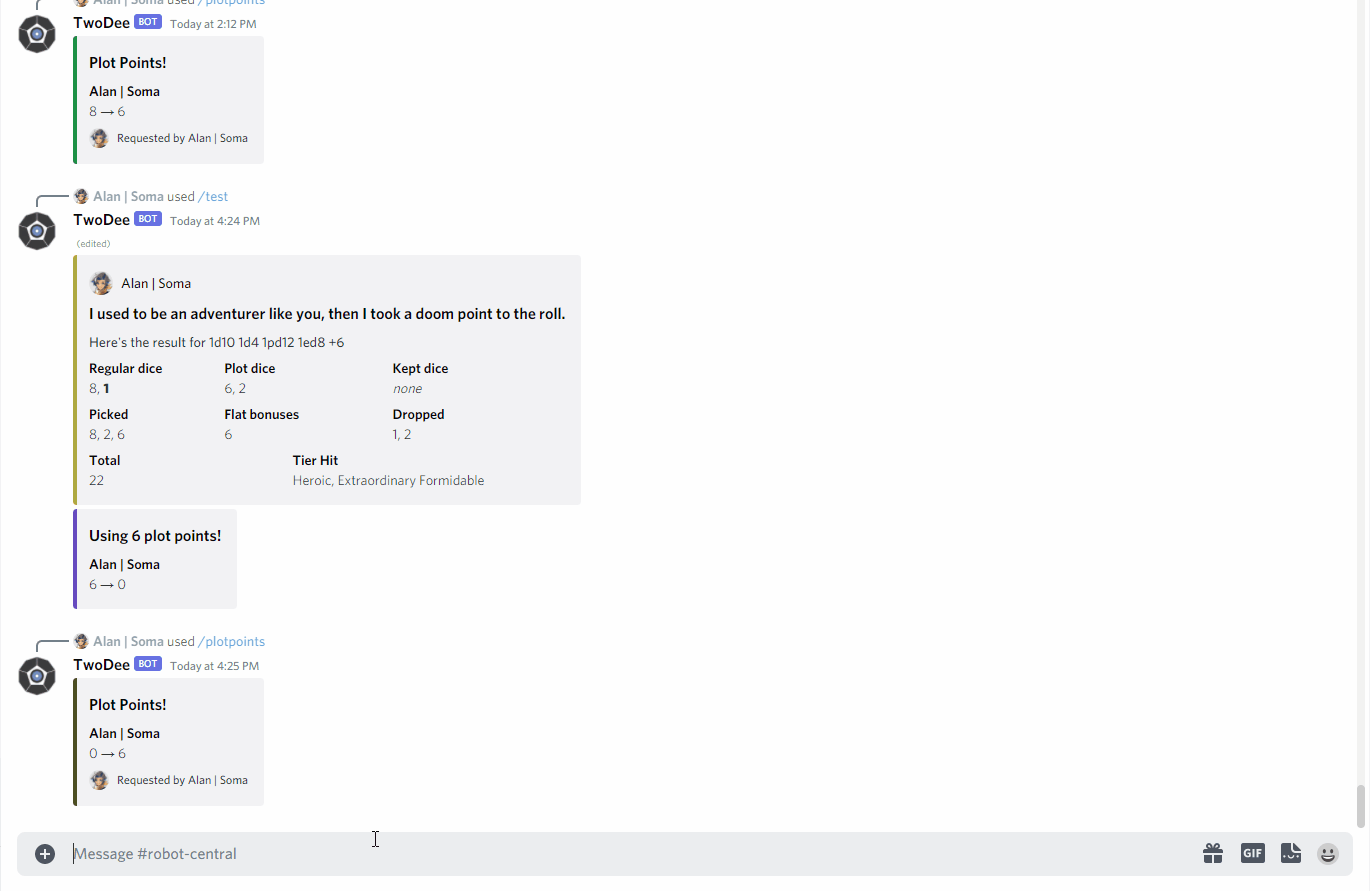 Alan | Soma used /plotpoints
TwoDee BOT Today at 2:12 PM
Plot Points!
Alan | Soma
8 → 6
Requested by Alan | Soma
Alan | Soma used /test
TwoDee BOT Today at 4:24 PM
(edited)
Alan | Soma
I used to be an adventurer like you, then I took a doom point to the roll.
Here's the result for 1d10 1d4 1pd12 1ed8 +6
Regular dice Plot dice Kept dice
8, 1 6, 2 none
Picked Flat bonuses Dropped
8, 2, 6 6 1, 2
Total Tier Hit
22 Heroic, Extraordinary Formidable
Using 6 plot points!
Alan | Soma
6 → 0
Alan | Soma used /plotpoints
TwoDee BOT Today at 4:25 PM
Plot Points!
Alan | Soma
0 → 6
Requested by Alan | Soma
Message #robot-central
GIF